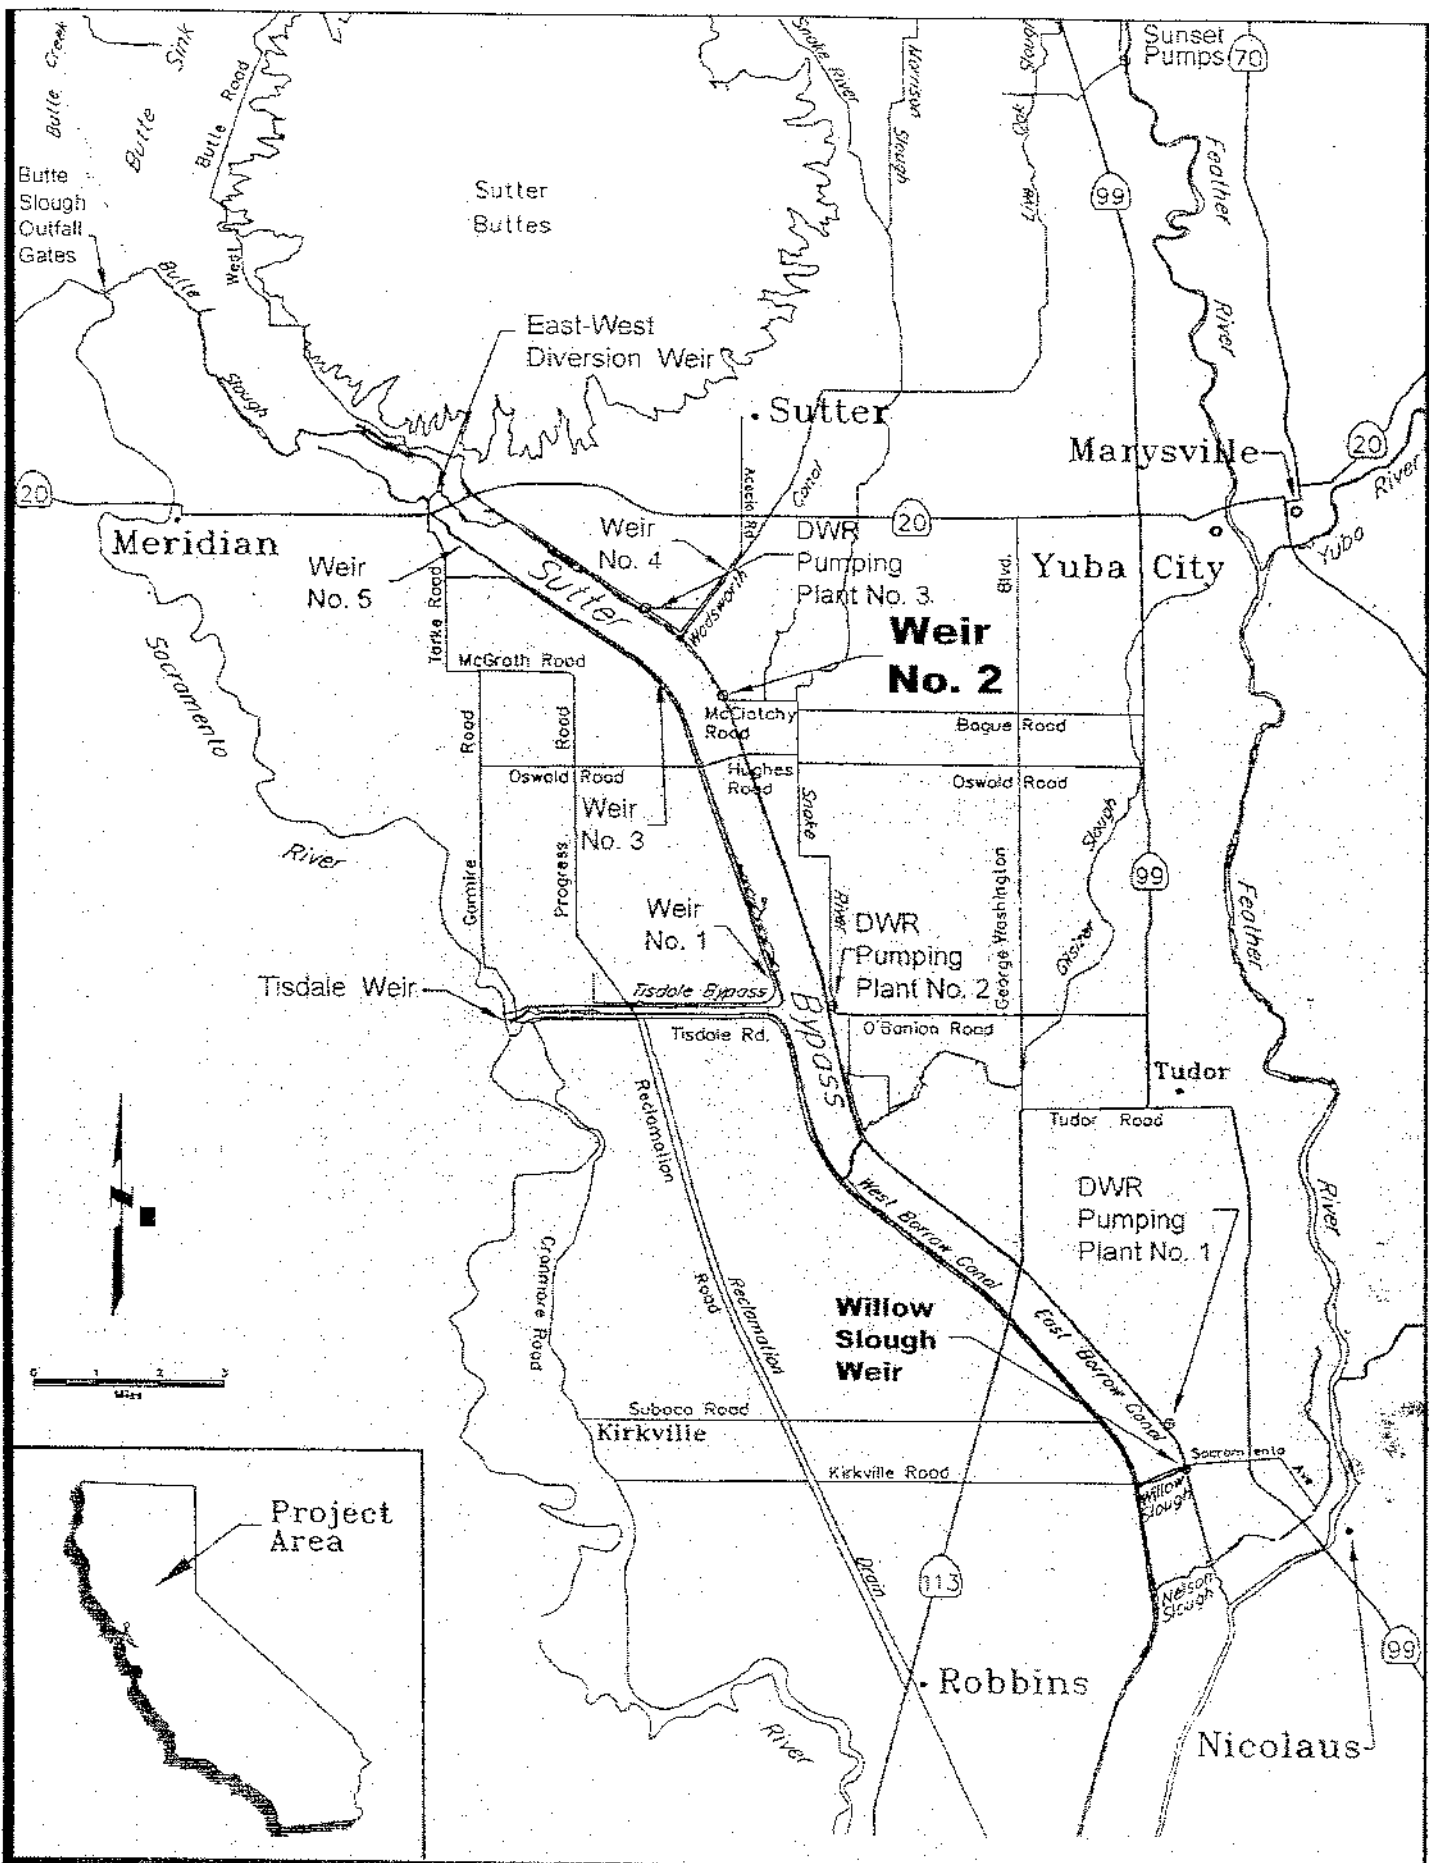 Sunset
Pumps
70
Butte Creek
Butte Sink
Butte Road
West
Snake River
Morrison Slough
Live Oak Slough
Feather
River
99
Butte
Slough
Outfall
Gates
Sutter
Buttes
Butte
Slough
East-West
Diversion Weir
Sutter
Marysville
20
20
River
Yuba
Meridian
Weir
No. 5
Weir
No. 4
Acacia Rd
Canal
Wadsworth
DWR
Pumping
Plant No. 3
20
Blvd.
Yuba City
Sutter
Tarke Road
McGrath Road
Weir
No. 2
Sacramento
River
Road
Road
McClatchy
Road
Bogue Road
Oswald Road
Hughes
Road
Oswald Road
Weir
No. 3
Snake
River
Slough
Gilsizer
99
Garmire
Progress
George Washington
Feather
Weir
No. 1
DWR
Pumping
Plant No. 2
Tisdale Weir
Tisdale Bypass
Bypass
Tisdale Rd.
O'Banion Road
Tudor
Tudor Road
Reclamation
Road
Reclamation
Drain
West Borrow Canal
DWR
Pumping
Plant No. 1
River
Cranmore Road
Willow
Slough
Weir
East Borrow Canal
0 1 2 3
Miles
Suboco Road
Kirkville
Kirkville Road
Sacramento
Ave
Willow
Slough
Project
Area
113
Nelson
Slough
99
Robbins
River
Nicolaus